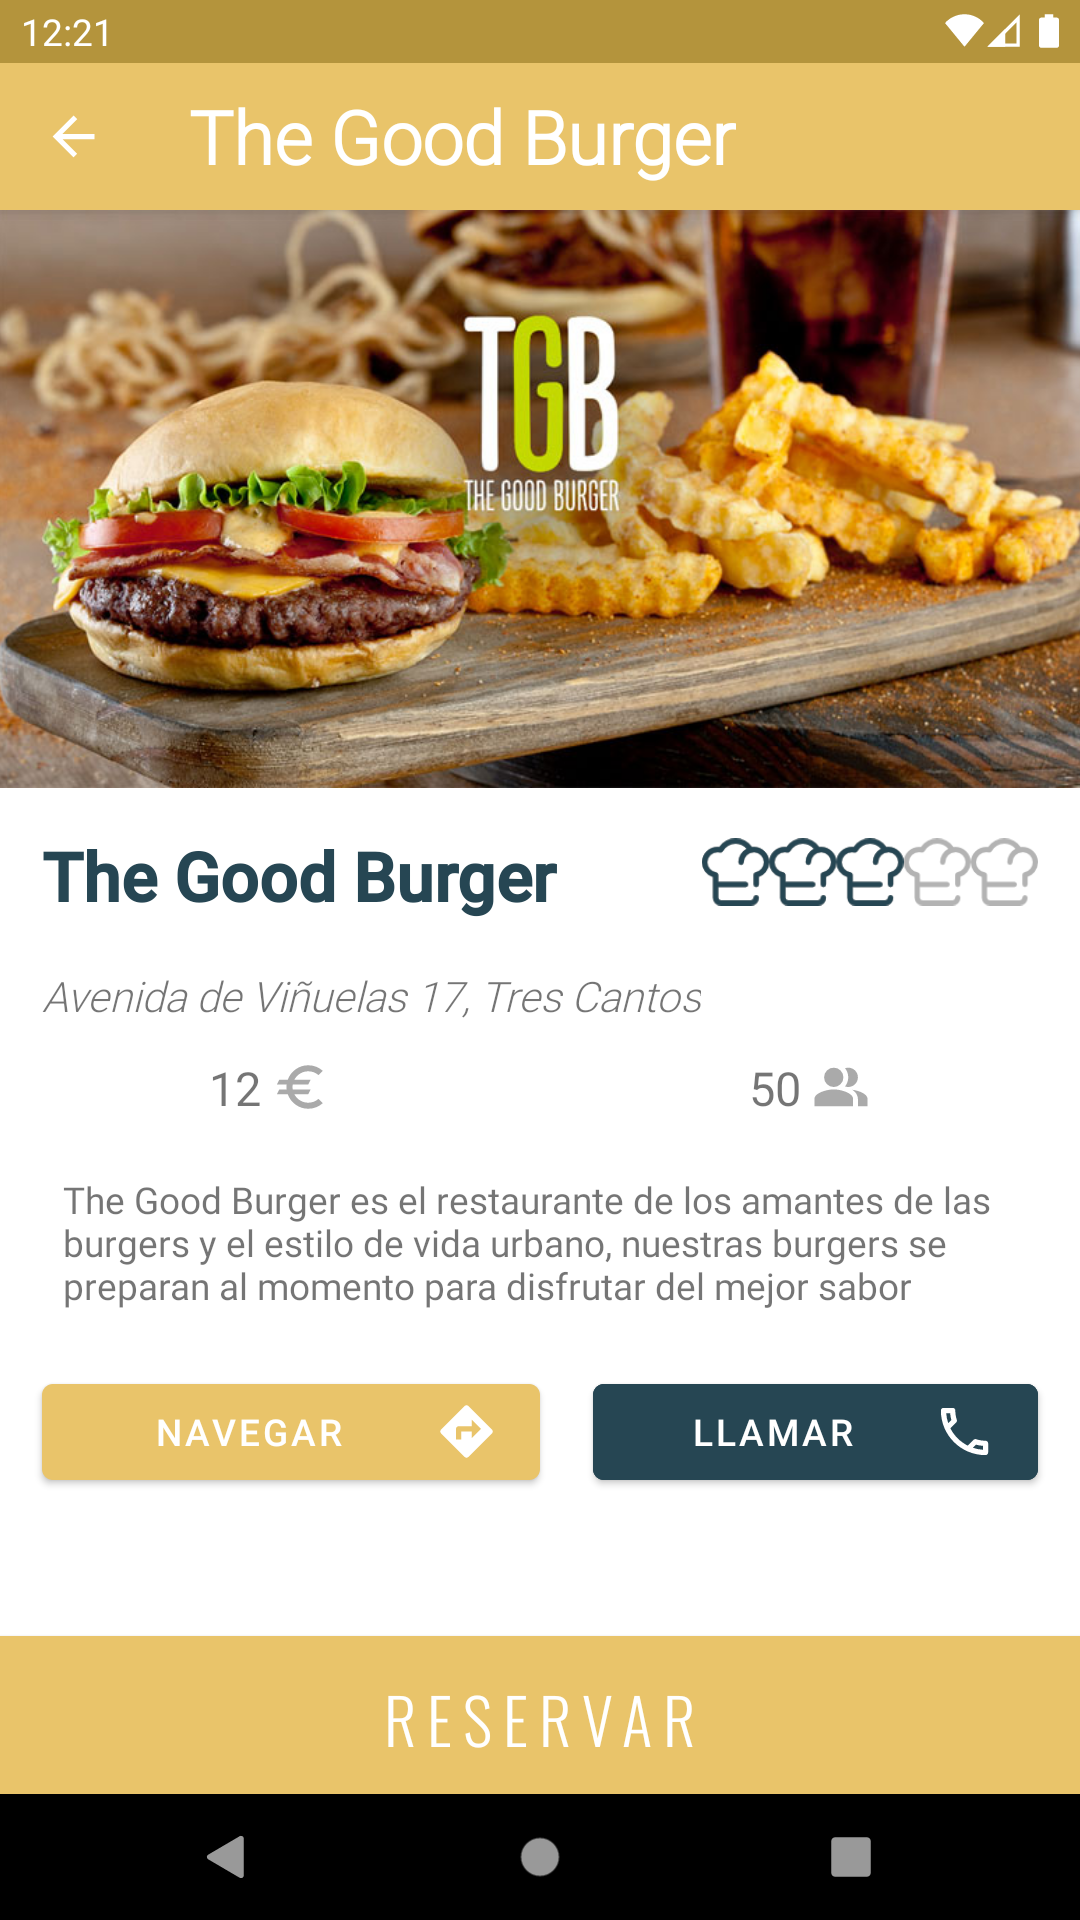 12:21
The Good Burger
TGB
THE GOOD BURGER
The Good Burger
Avenida de Viñuelas 17, Tres Cantos
12 €
50
The Good Burger es el restaurante de los amantes de las
burgers y el estilo de vida urbano, nuestras burgers se
preparan al momento para disfrutar del mejor sabor
NAVEGAR
LLAMAR
RESERVAR